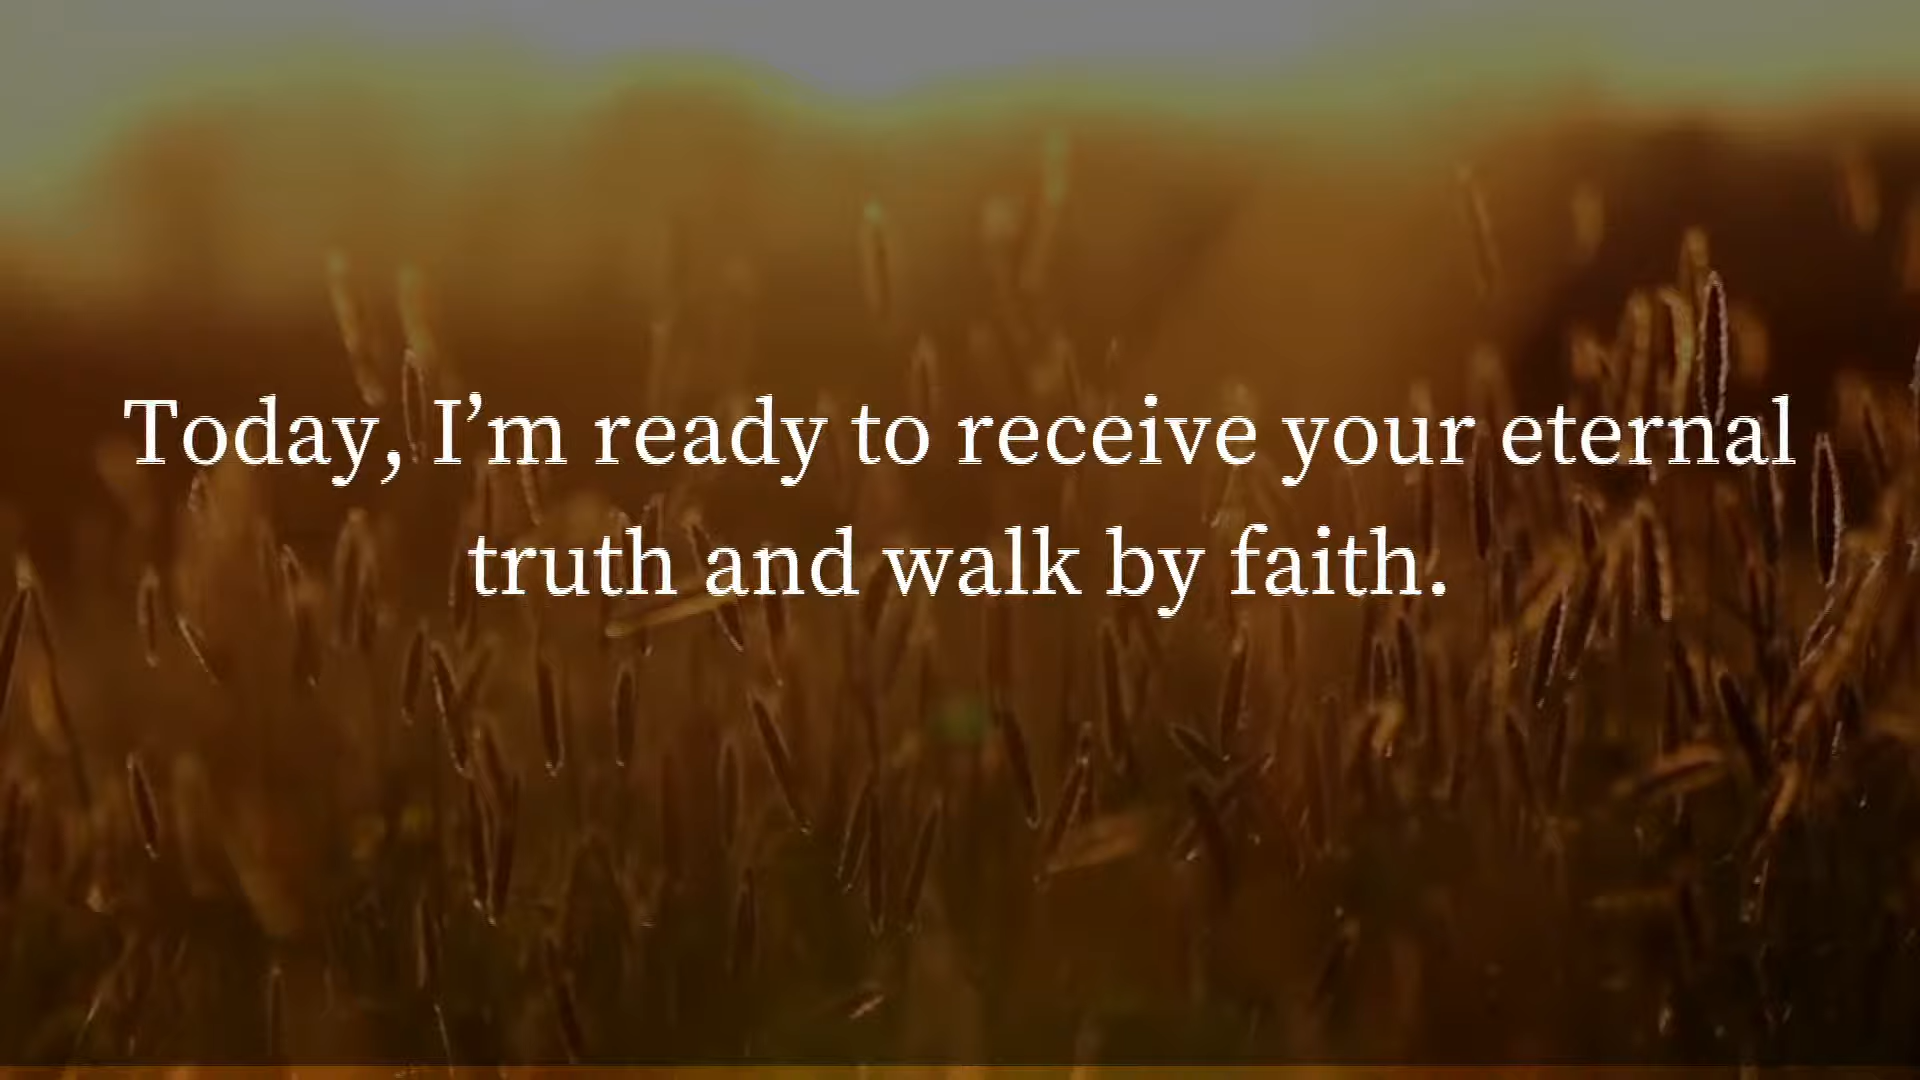 Today, I’m ready to receive your eternal
truth and walk by faith.